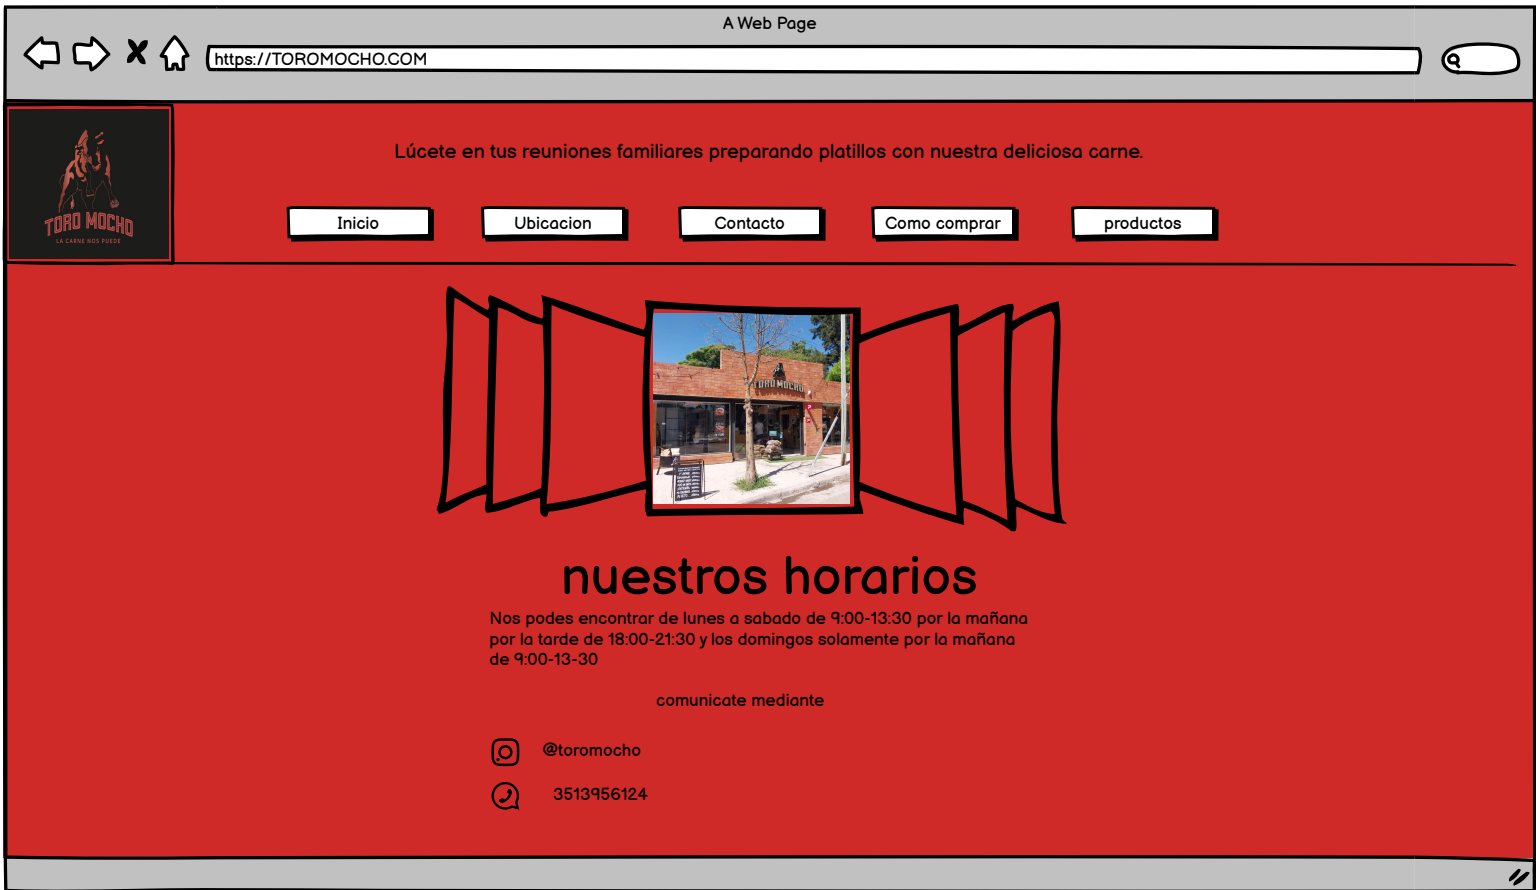 A Web Page
https://TOROMOCHO.COM
TORO MOCHO
LA CARNE NOS PUEDE
Lúcete en tus reuniones familiares preparando platillos con nuestra deliciosa carne.
Inicio
Ubicacion
Contacto
Como comprar
productos
TORO MOCHO
nuestros horarios
Nos podes encontrar de lunes a sabado de 9:00-13:30 por la mañana
por la tarde de 18:00-21:30 y los domingos solamente por la mañana
de 9:00-13-30
comunicate mediante
@toromocho
3513956124